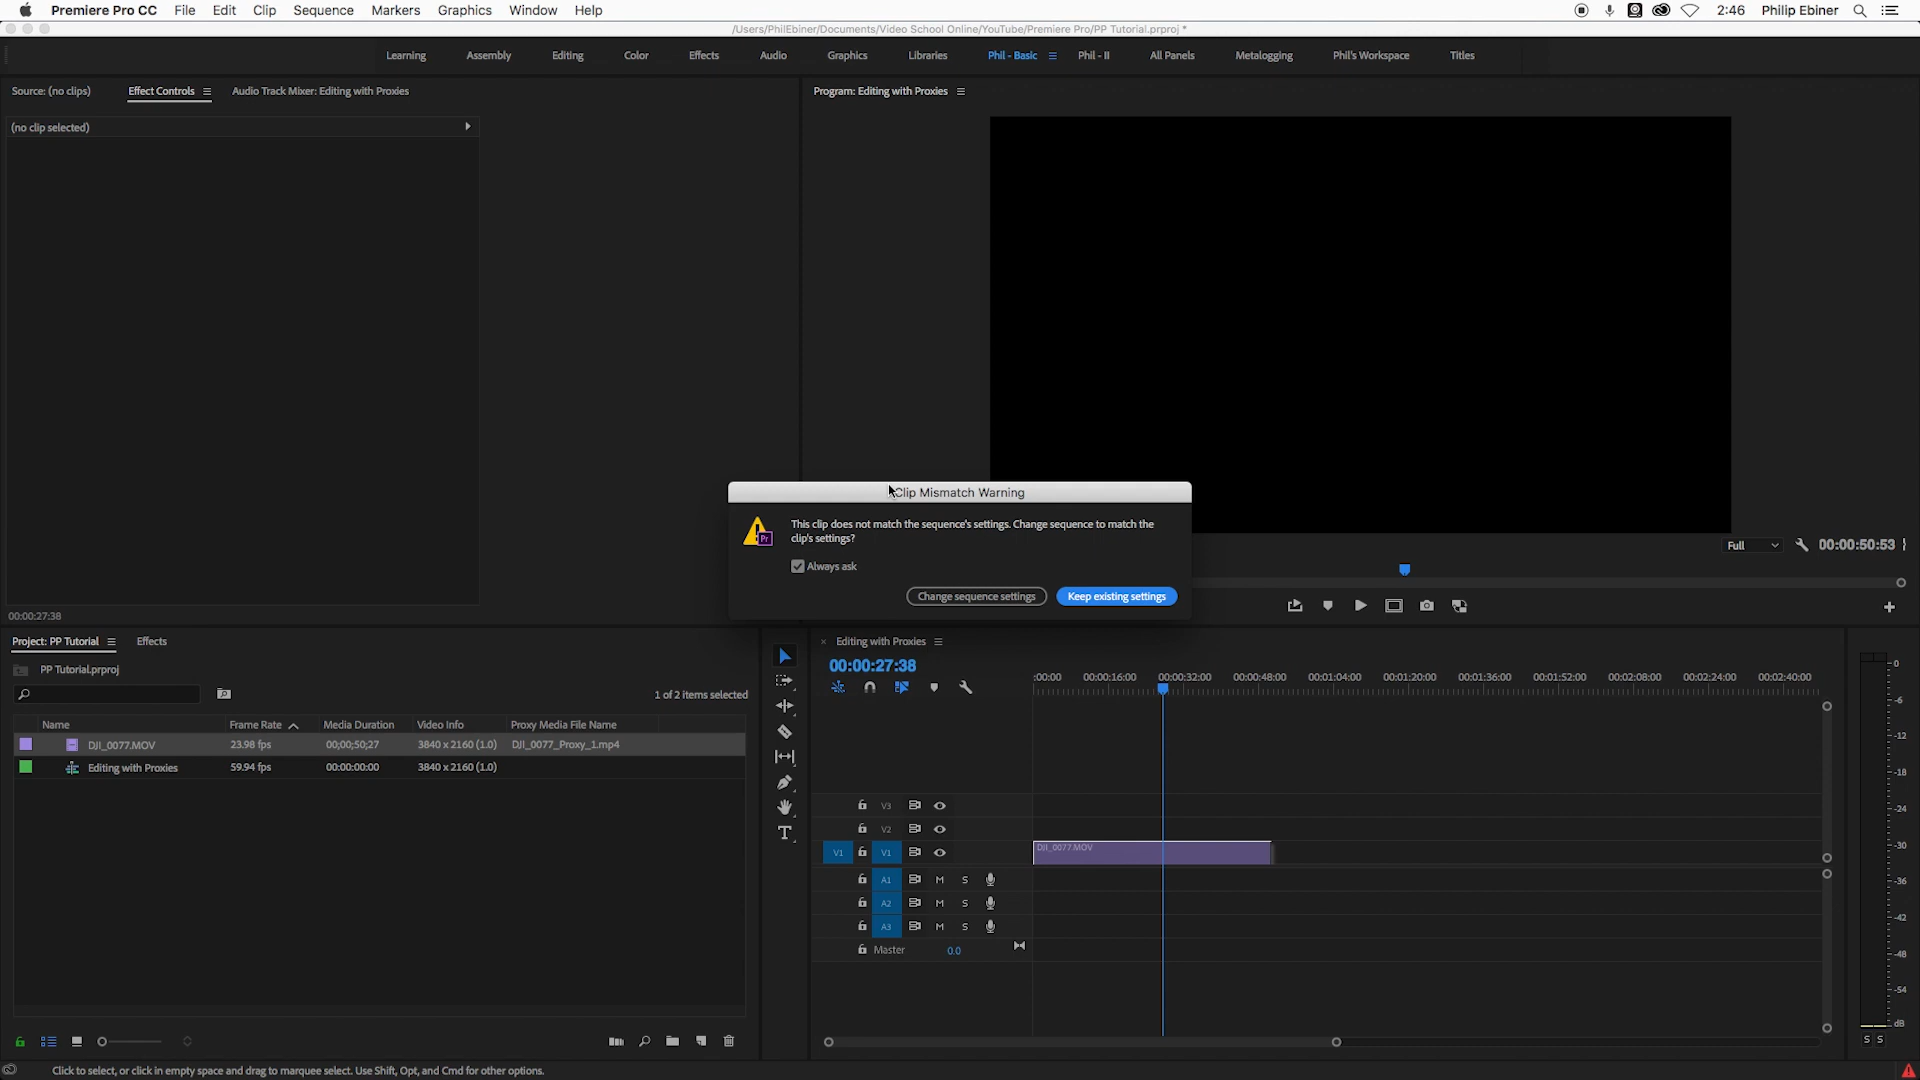 Premiere Pro CC File Edit Clip Sequence Markers Graphics Window Help 2:46 Philip Ebiner
/Users/PhilEbiner/Documents/Video School Online/YouTube/Premiere Pro/PP Tutorial.prproj *
Learning Assembly Editing Color Effects Audio Graphics Libraries Phil - Basic Phil - II All Panels Metalogging Phil's Workspace Titles
Source: (no clips) Effect Controls Audio Track Mixer: Editing with Proxies Program: Editing with Proxies
(no clip selected)
Clip Mismatch Warning
This clip does not match the sequence's settings. Change sequence to match the
clip's settings?
Pr
Always ask
Change sequence settings Keep existing settings
Full 00:00:50:53
00:00:27:38
Project: PP Tutorial Effects
PP Tutorial.prproj
1 of 2 items selected
Name Frame Rate Media Duration Video Info Proxy Media File Name
DJI_0077.MOV 23.98 fps 00;00;50;27 3840 x 2160 (1.0) DJI_0077_Proxy_1.mp4
Editing with Proxies 59.94 fps 00:00:00:00 3840 x 2160 (1.0)
× Editing with Proxies
00:00:27:38
:00:00 00:00:16:00 00:00:32:00 00:00:48:00 00:01:04:00 00:01:20:00 00:01:36:00 00:01:52:00 00:02:08:00 00:02:24:00 00:02:40:00
V3
V2
V1 V1 DJI_0077.MOV
A1 M S
A2 M S
A3 M S
Master 0.0
0
-6
-12
-18
-24
-30
-36
-42
-48
-54
dB
S S
Click to select, or click in empty space and drag to marquee select. Use Shift, Opt, and Cmd for other options.